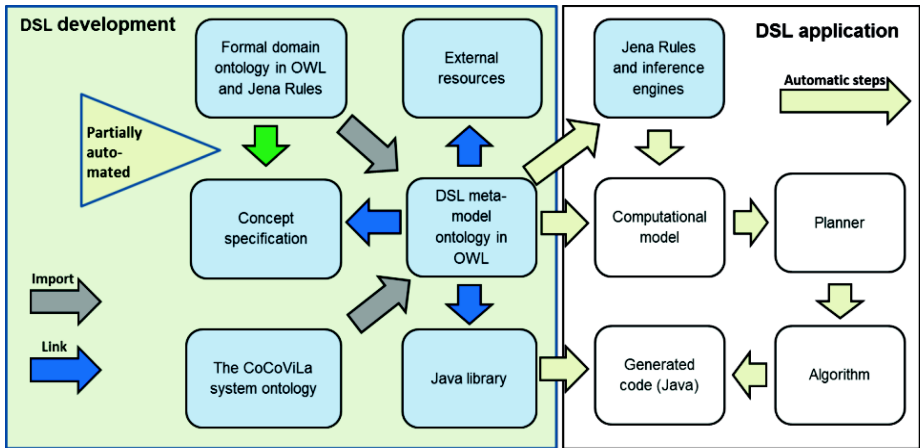 DSL development
DSL application
Formal domain
ontology in OWL
and Jena Rules
External
resources
Jena Rules
and inference
engines
Automatic steps
Partially
auto-
mated
Concept
specification
DSL meta-
model
ontology in
OWL
Computational
model
Planner
Import
Link
The CoCoViLa
system ontology
Java library
Generated
code (Java)
Algorithm